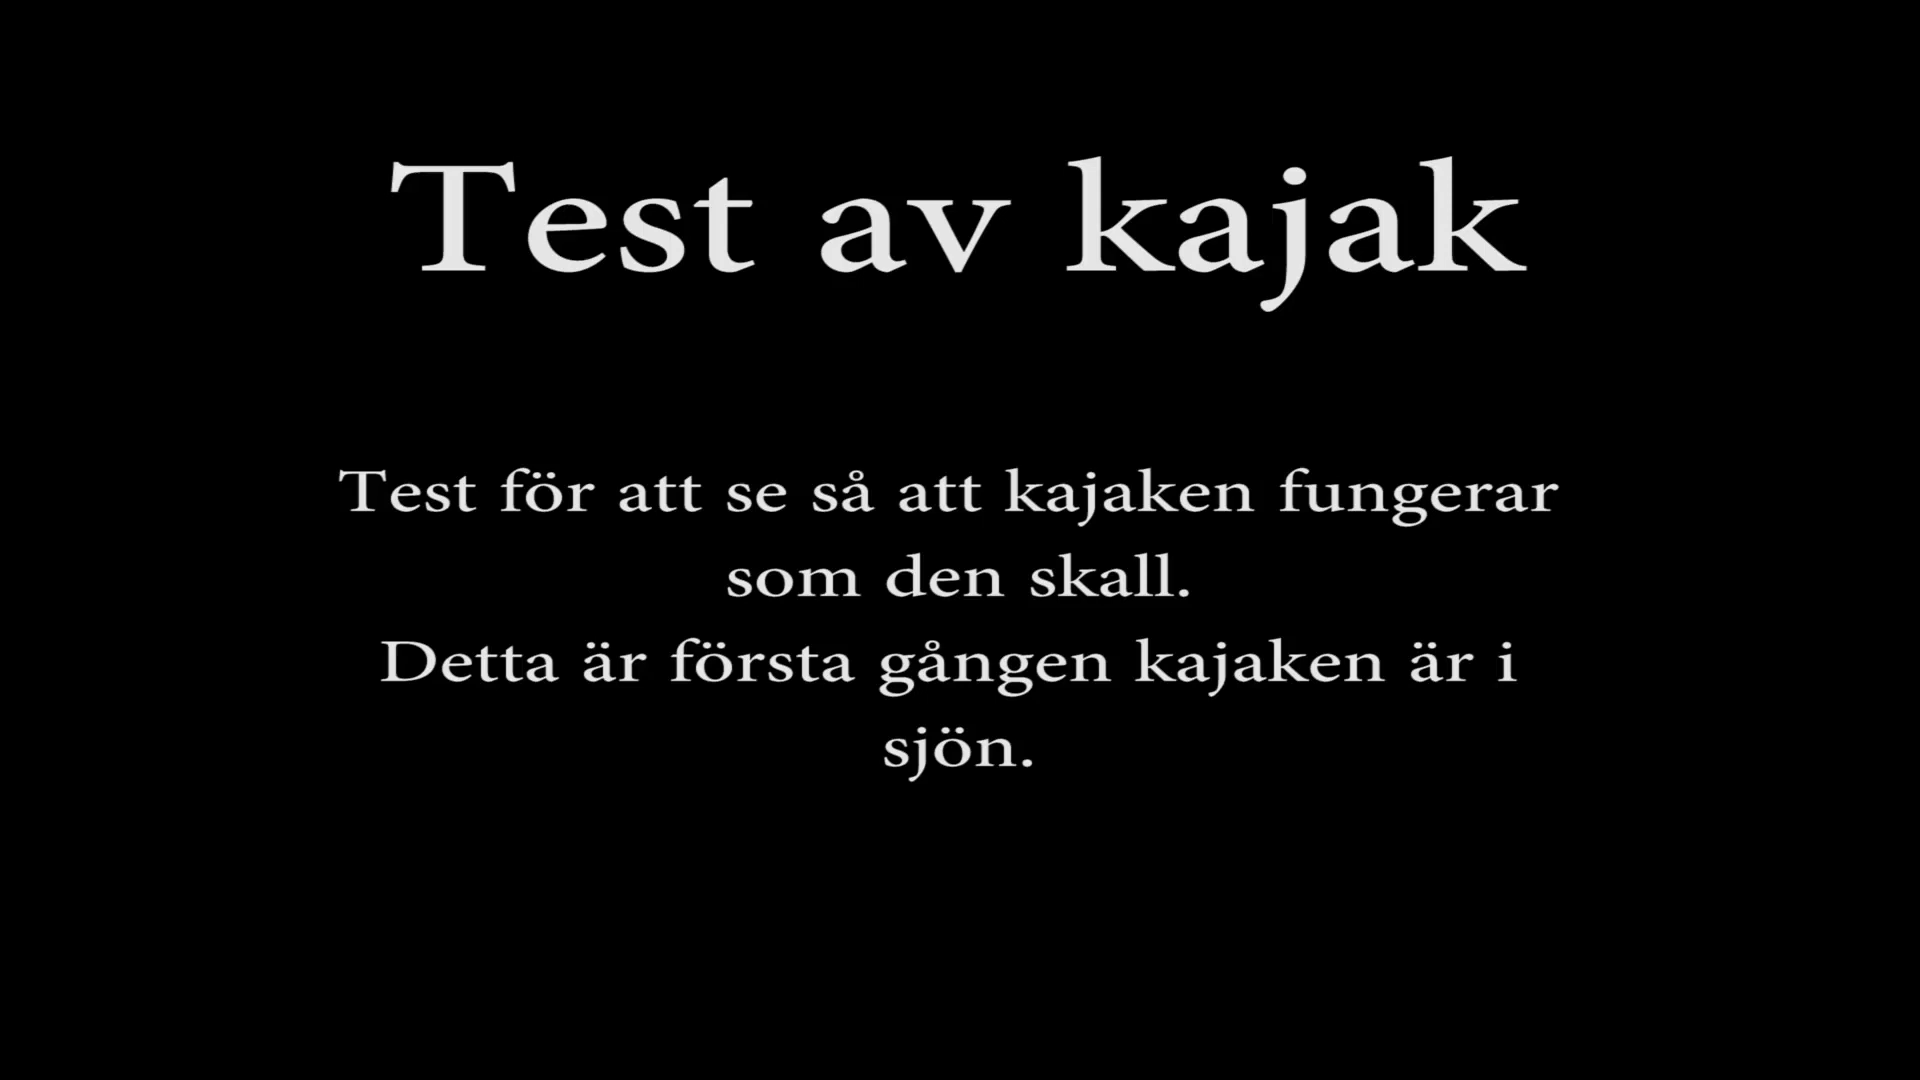 Test av kajak
Test för att se så att kajaken fungerar
som den skall.
Detta är första gången kajaken är i
sjön.